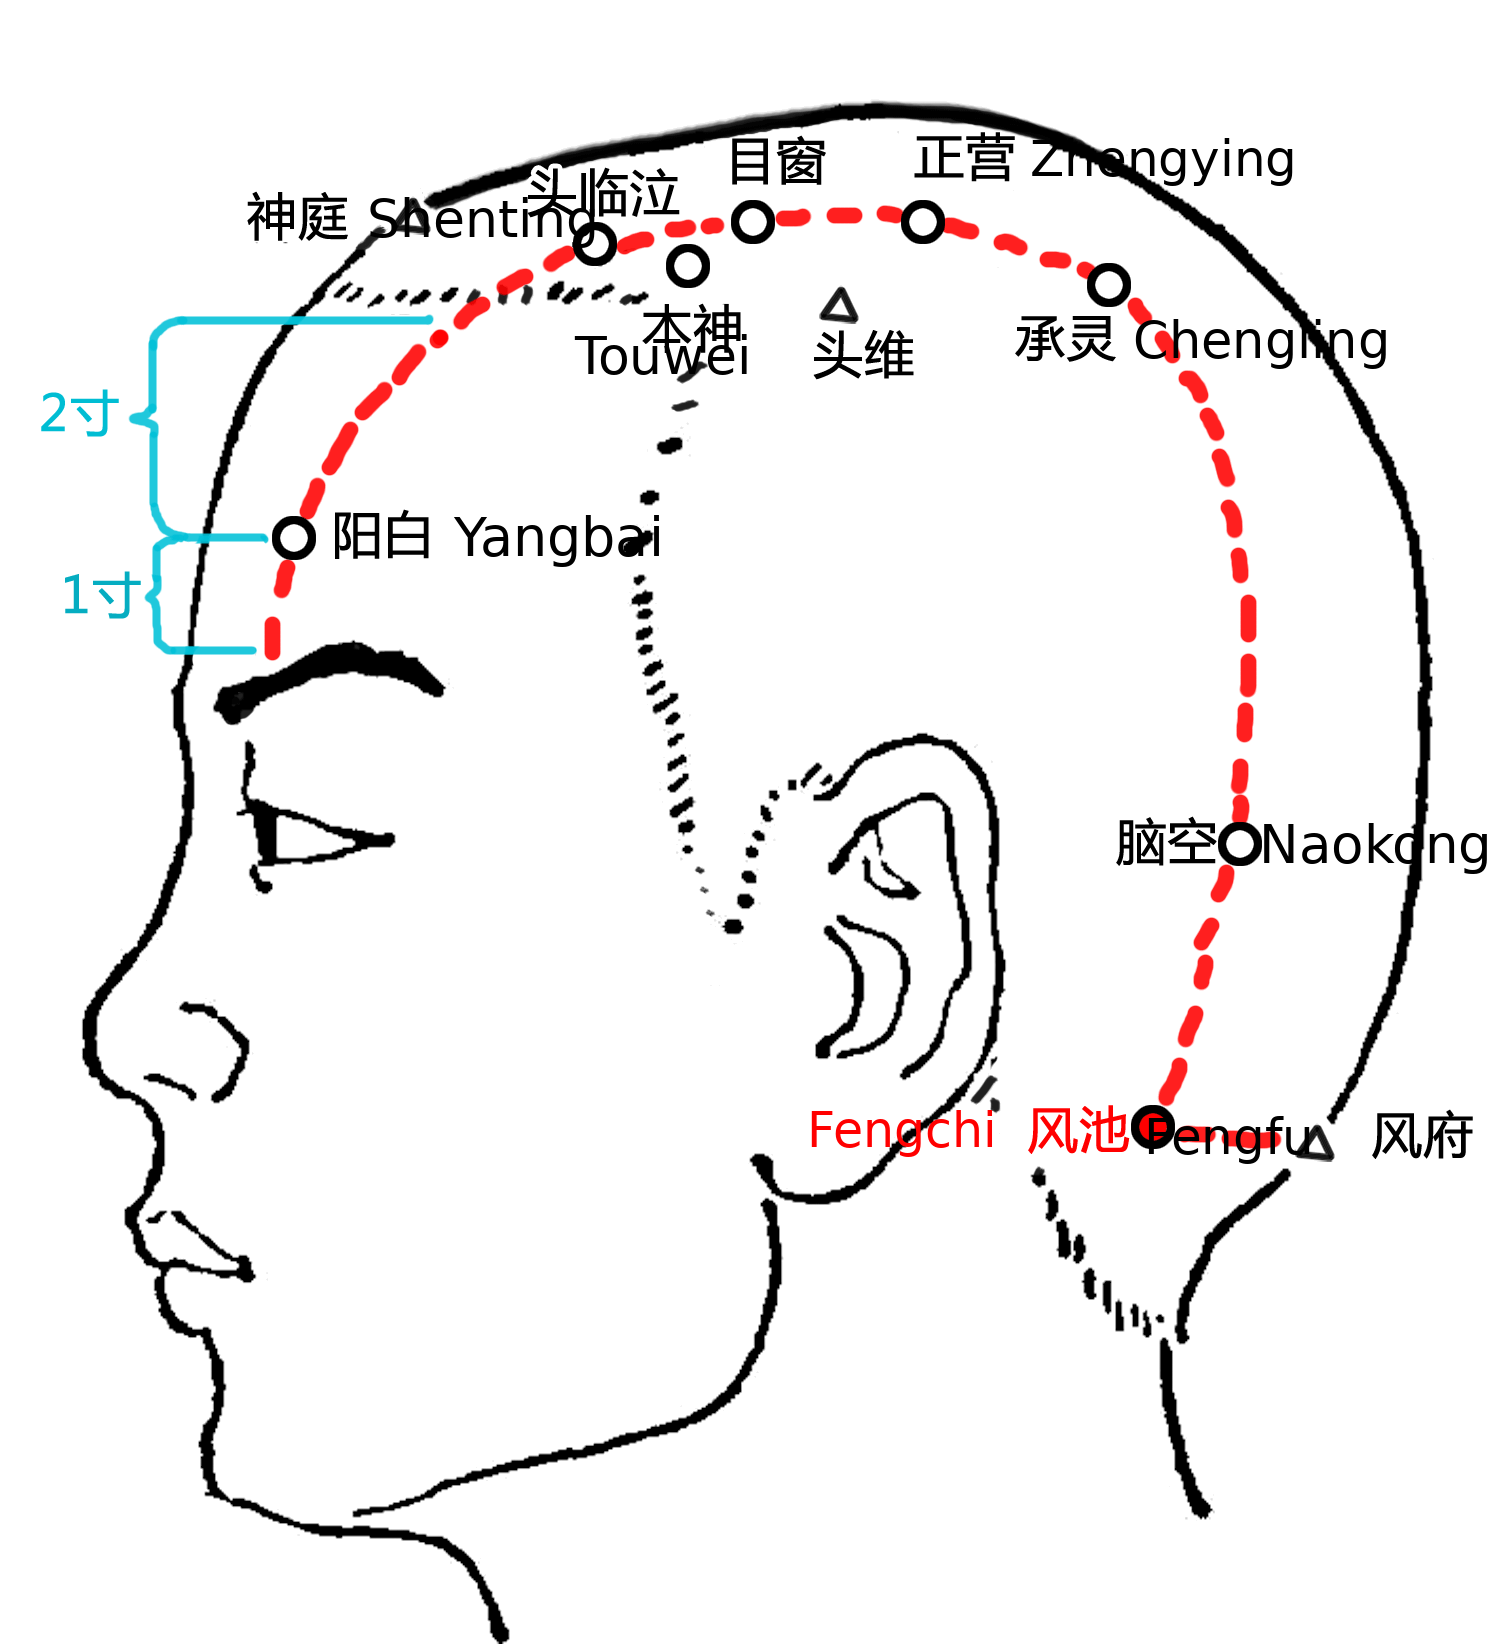 目窗
正营 Zhengying
头临泣
神庭 Shenting
本神
Touwei 头维
承灵 Chengling
2寸
阳白 Yangbai
1寸
脑空 Naokong
Fengchi 风池
Fengfu 风府